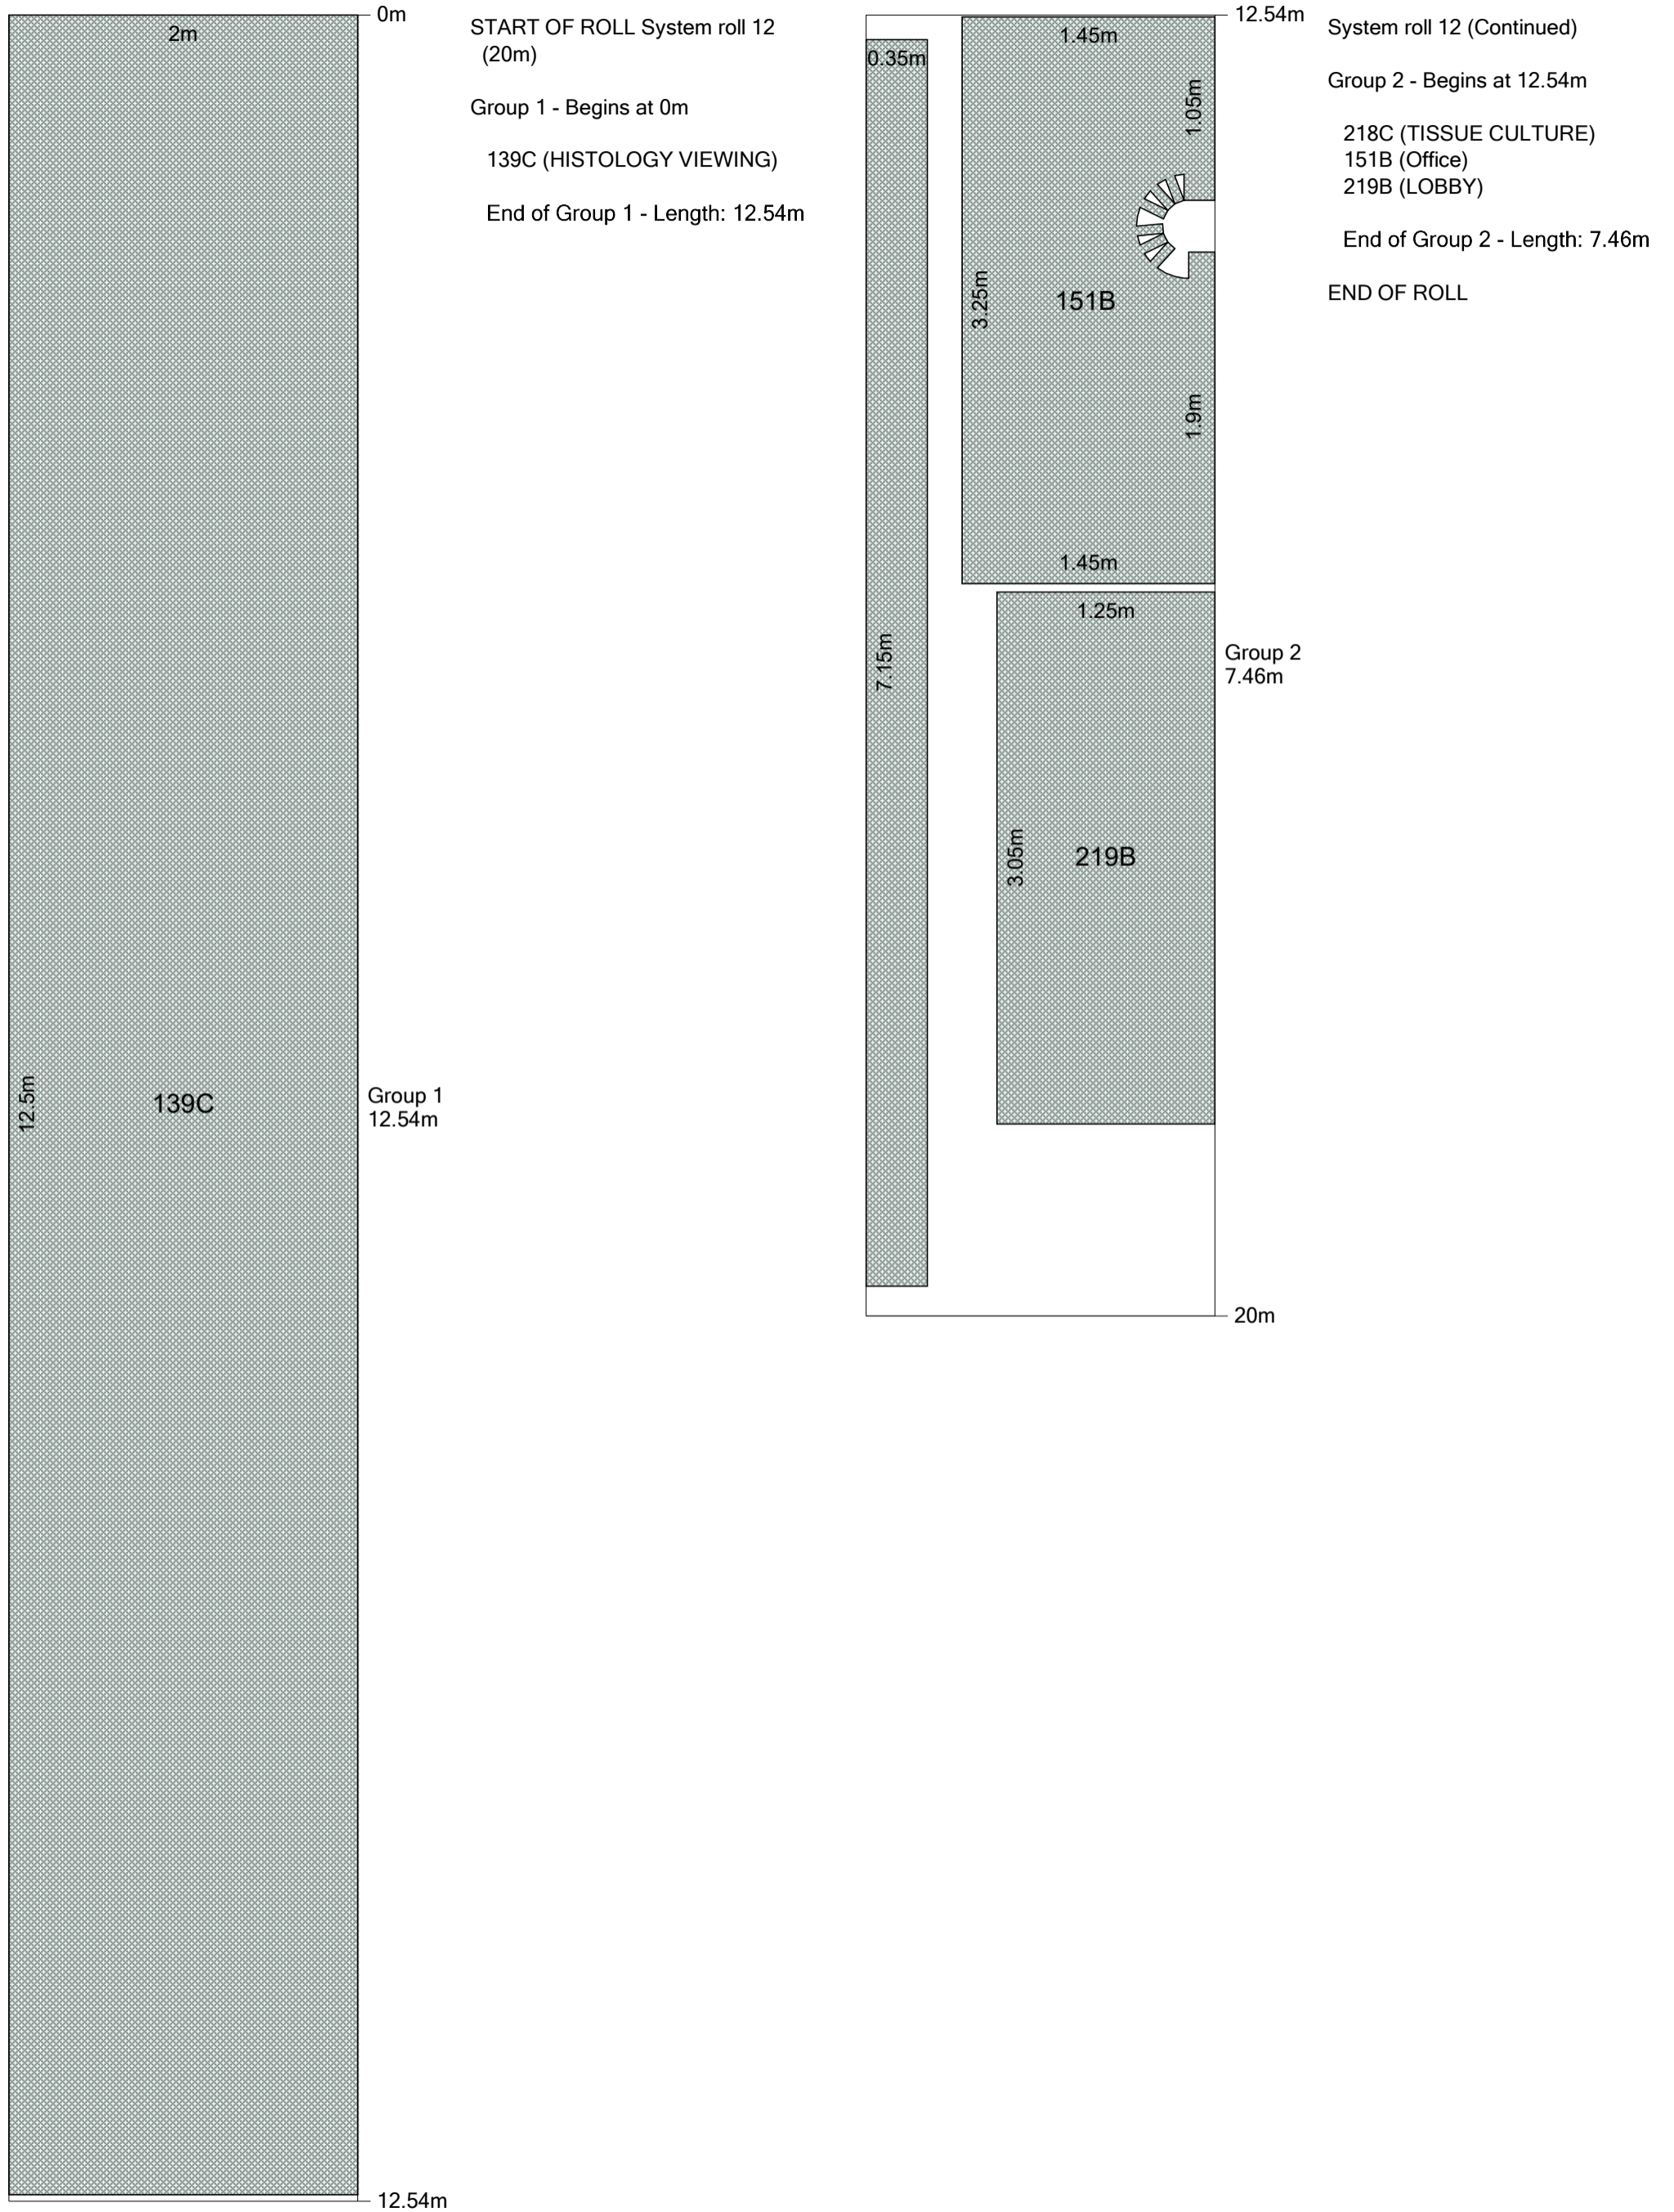 0m
2m
START OF ROLL System roll 12
(20m)
Group 1 - Begins at 0m
139C (HISTOLOGY VIEWING)
End of Group 1 - Length: 12.54m
12.5m
139C
Group 1
12.54m
12.54m
12.54m
0.35m
1.45m
1.05m
3.25m
151B
1.9m
1.45m
1.25m
7.15m
Group 2
7.46m
3.05m
219B
20m
System roll 12 (Continued)
Group 2 - Begins at 12.54m
218C (TISSUE CULTURE)
151B (Office)
219B (LOBBY)
End of Group 2 - Length: 7.46m
END OF ROLL